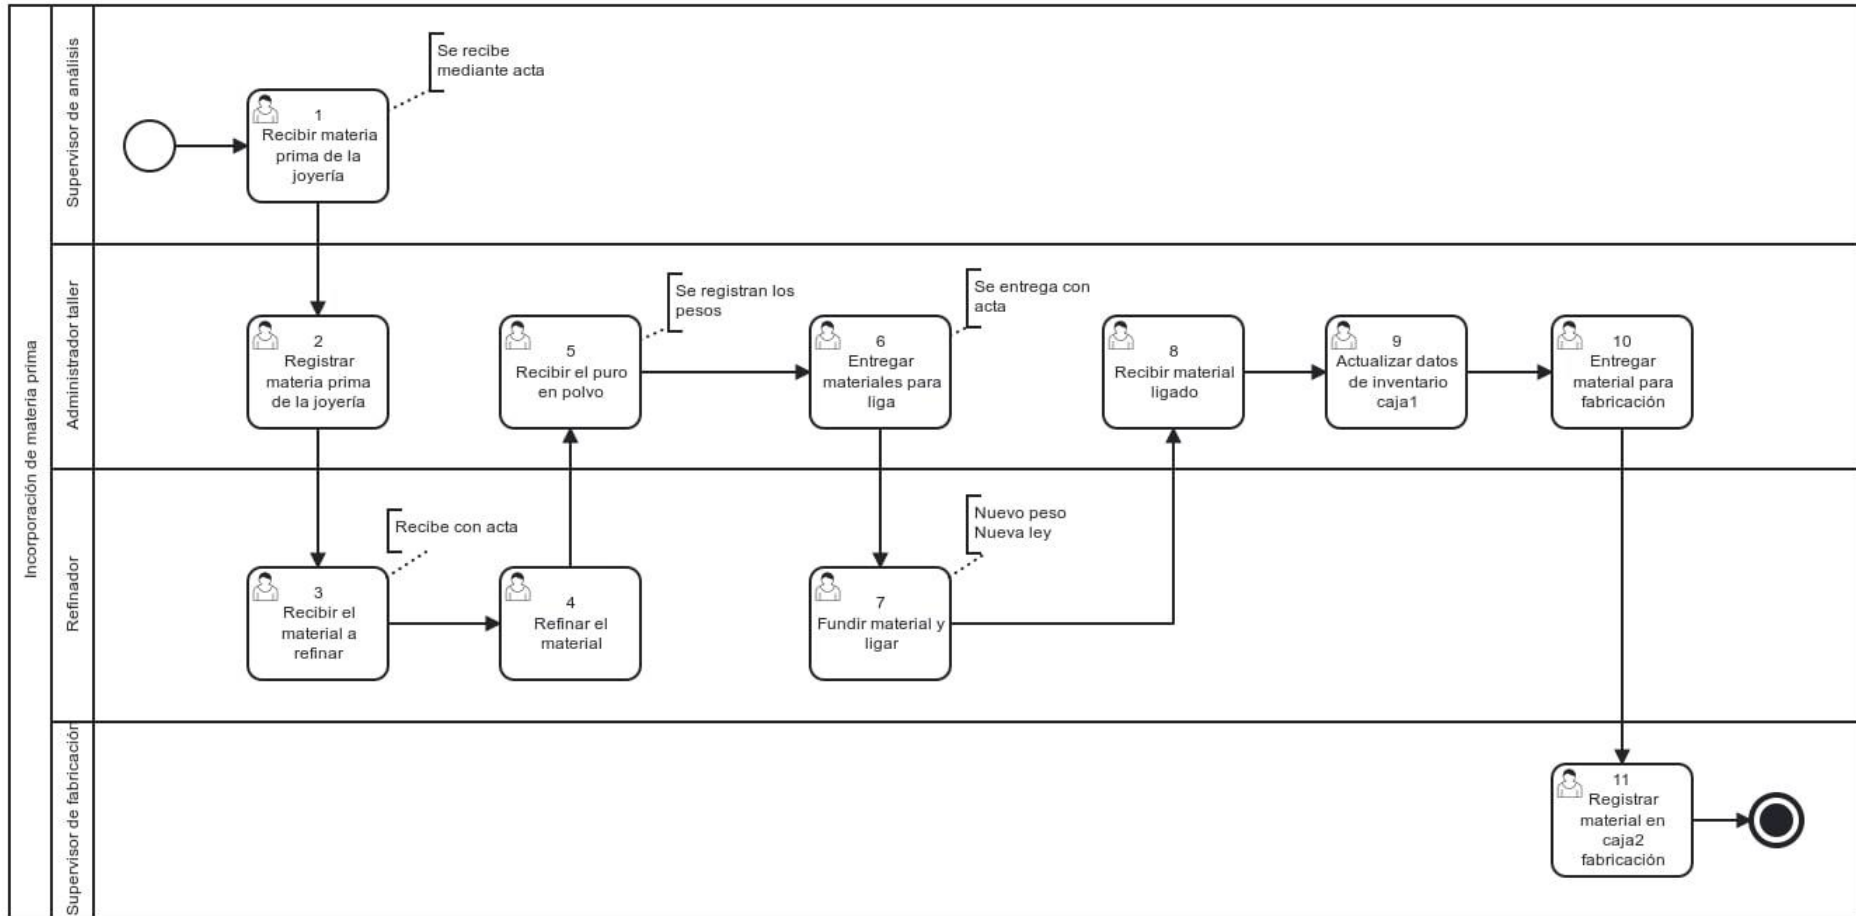 Incorporación de materia prima
Supervisor de análisis
Se recibe
mediante acta
1
Recibir materia
prima de la
joyería
Administrador taller
2
Registrar
materia prima
de la joyería
5
Recibir el puro
en polvo
Se registran los
pesos
6
Entregar
materiales para
liga
Se entrega con
acta
8
Recibir material
ligado
9
Actualizar datos
de inventario
caja1
10
Entregar
material para
fabricación
Refinador
3
Recibir el
material a
refinar
Recibe con acta
4
Refinar el
material
7
Fundir material y
ligar
Nuevo peso
Nueva ley
Supervisor de fabricación
11
Registrar
material en
caja2
fabricación